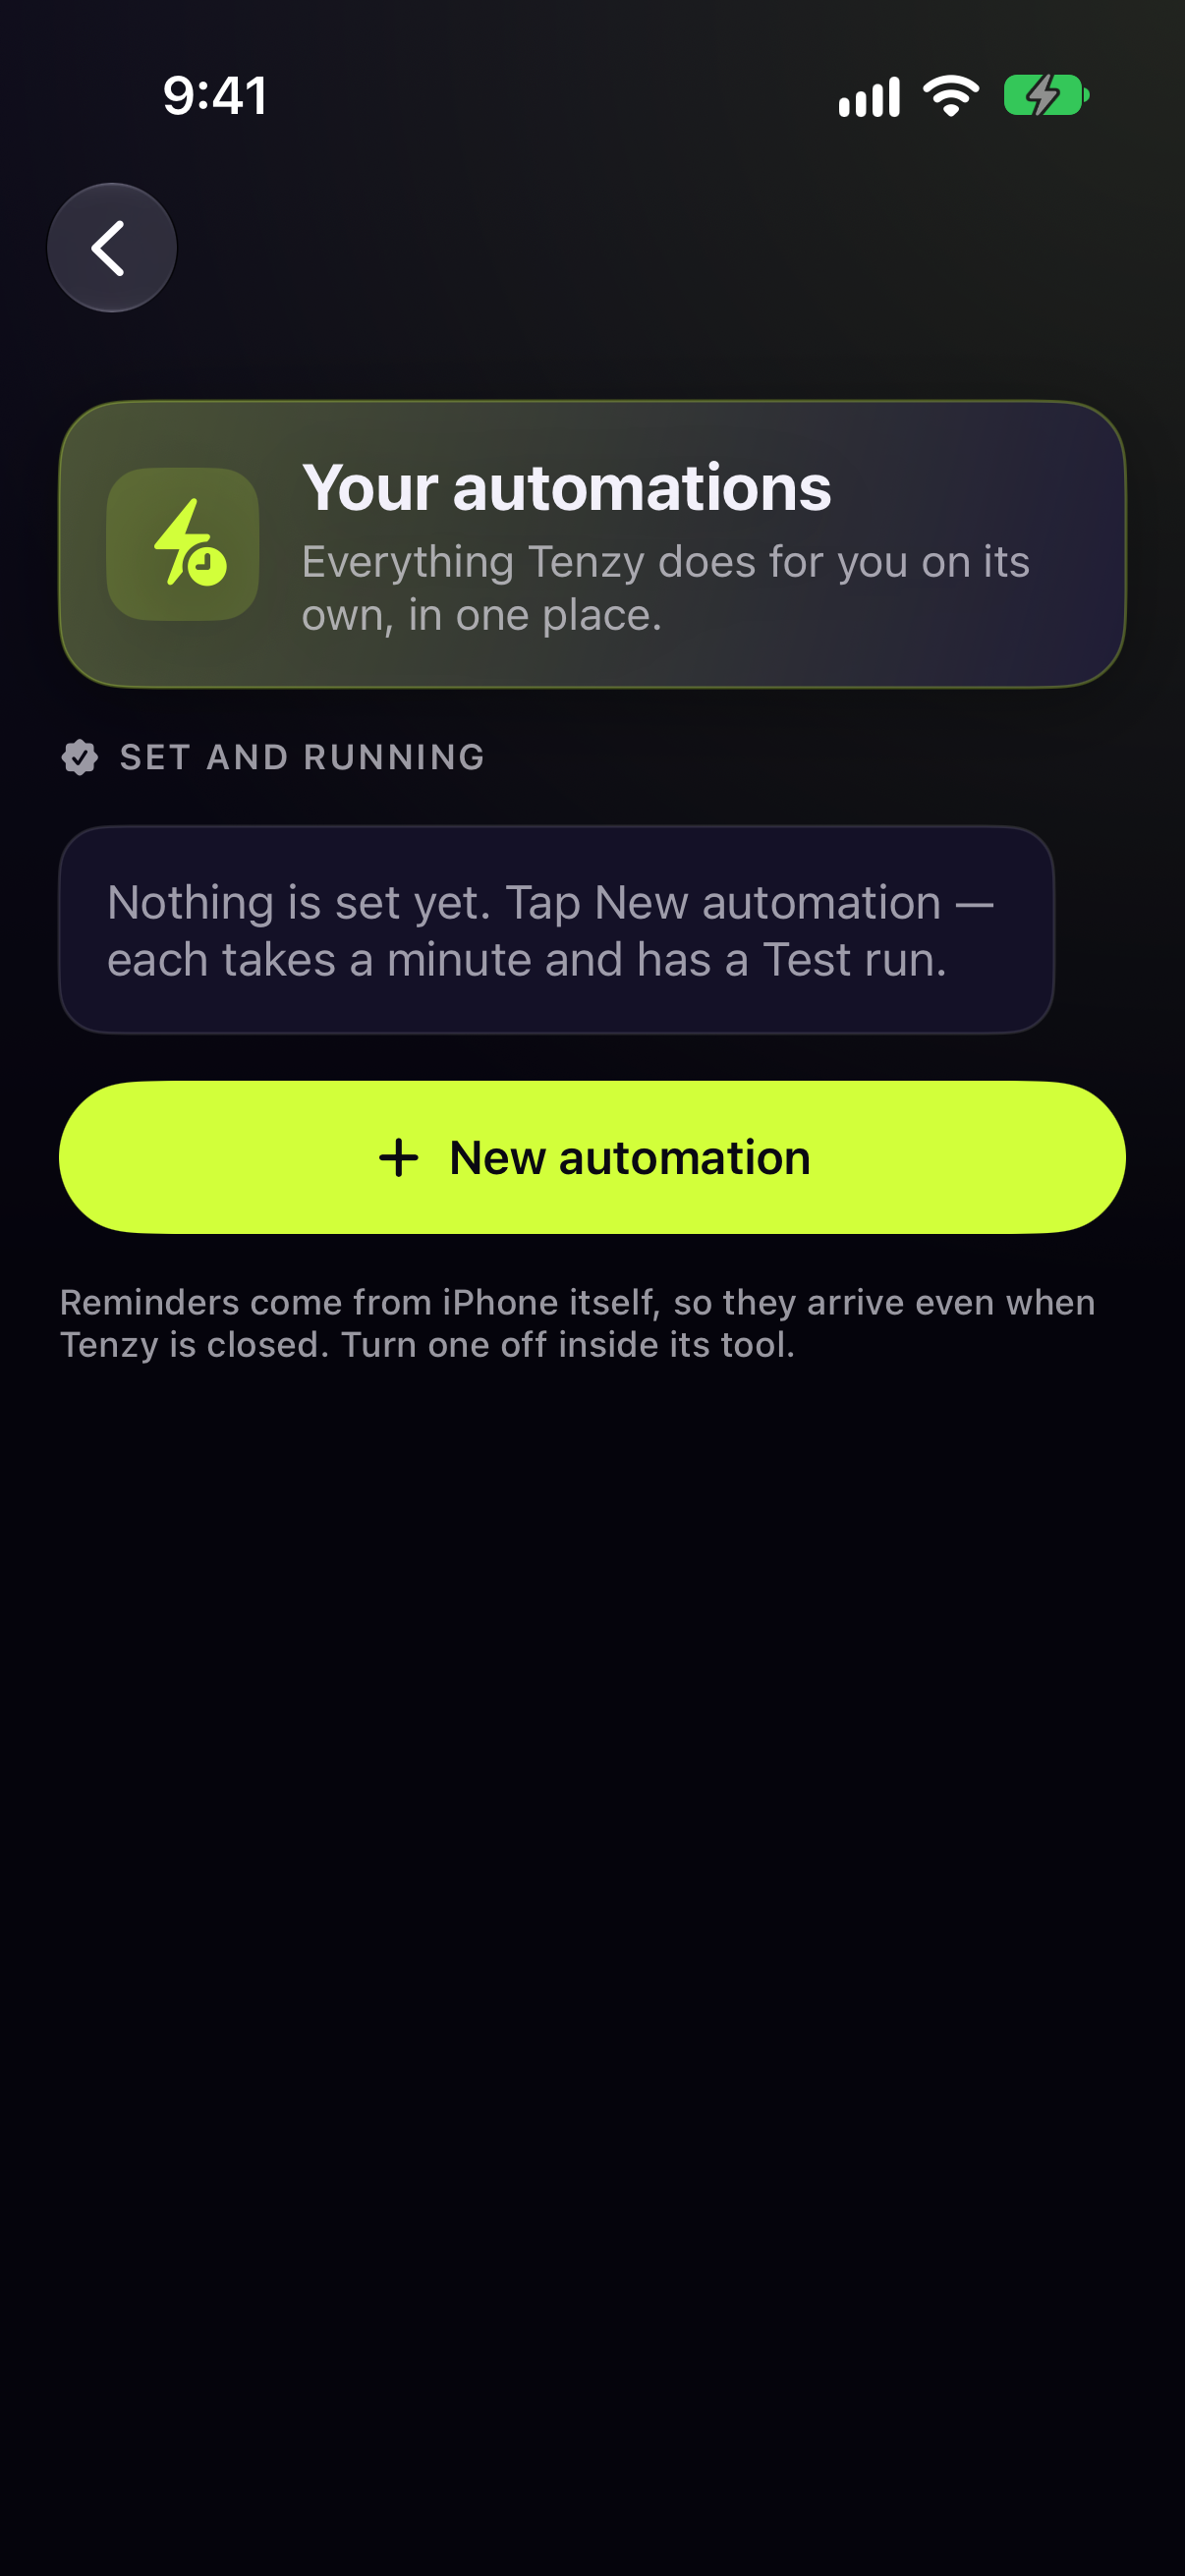 9:41
Your automations
Everything Tenzy does for you on its
own, in one place.
SET AND RUNNING
Nothing is set yet. Tap New automation —
each takes a minute and has a Test run.
New automation
Reminders come from iPhone itself, so they arrive even when
Tenzy is closed. Turn one off inside its tool.